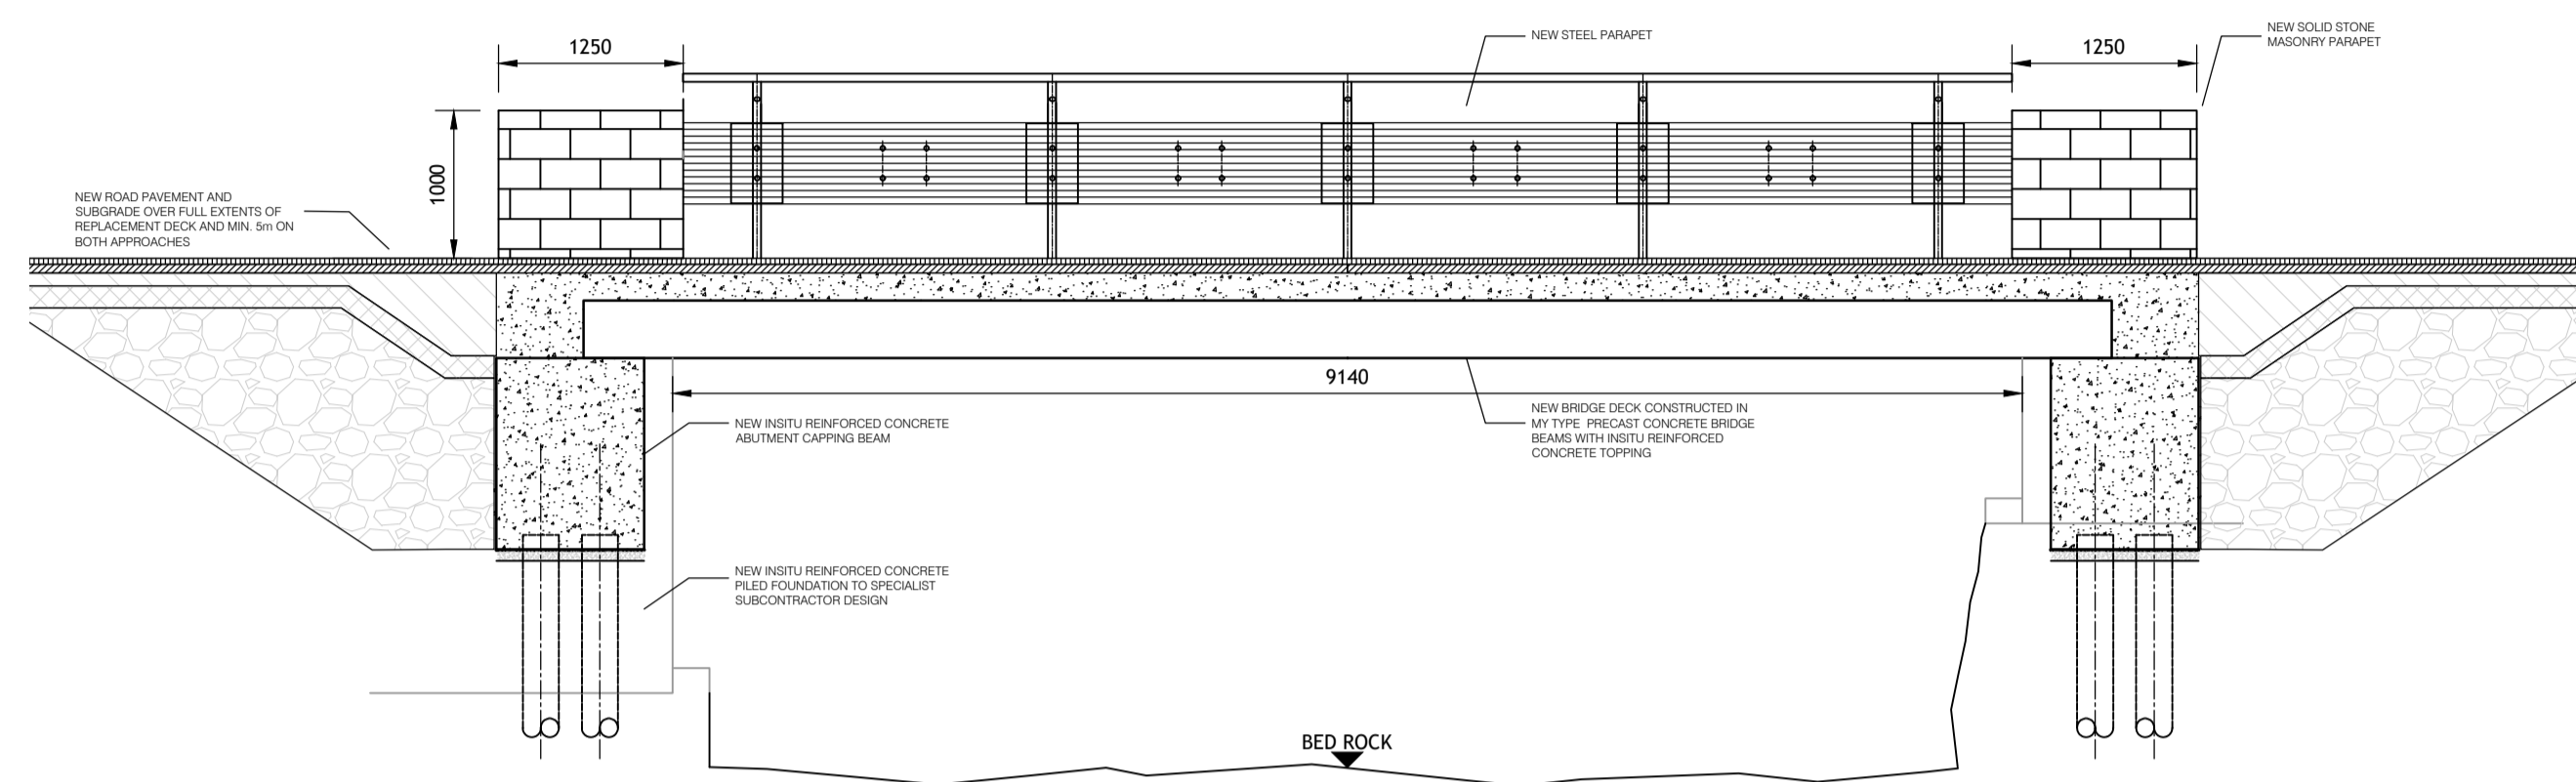 NEW STEEL PARAPET
NEW SOLID STONE
MASONRY PARAPET
1250
1250
1000
NEW ROAD PAVEMENT AND
SUBGRADE OVER FULL EXTENTS OF
REPLACEMENT DECK AND MIN. 5m ON
BOTH APPROACHES
9140
NEW INSITU REINFORCED CONCRETE
ABUTMENT CAPPING BEAM
NEW BRIDGE DECK CONSTRUCTED IN
MY TYPE PRECAST CONCRETE BRIDGE
BEAMS WITH INSITU REINFORCED
CONCRETE TOPPING
NEW INSITU REINFORCED CONCRETE
PILED FOUNDATION TO SPECIALIST
SUBCONTRACTOR DESIGN
BED ROCK